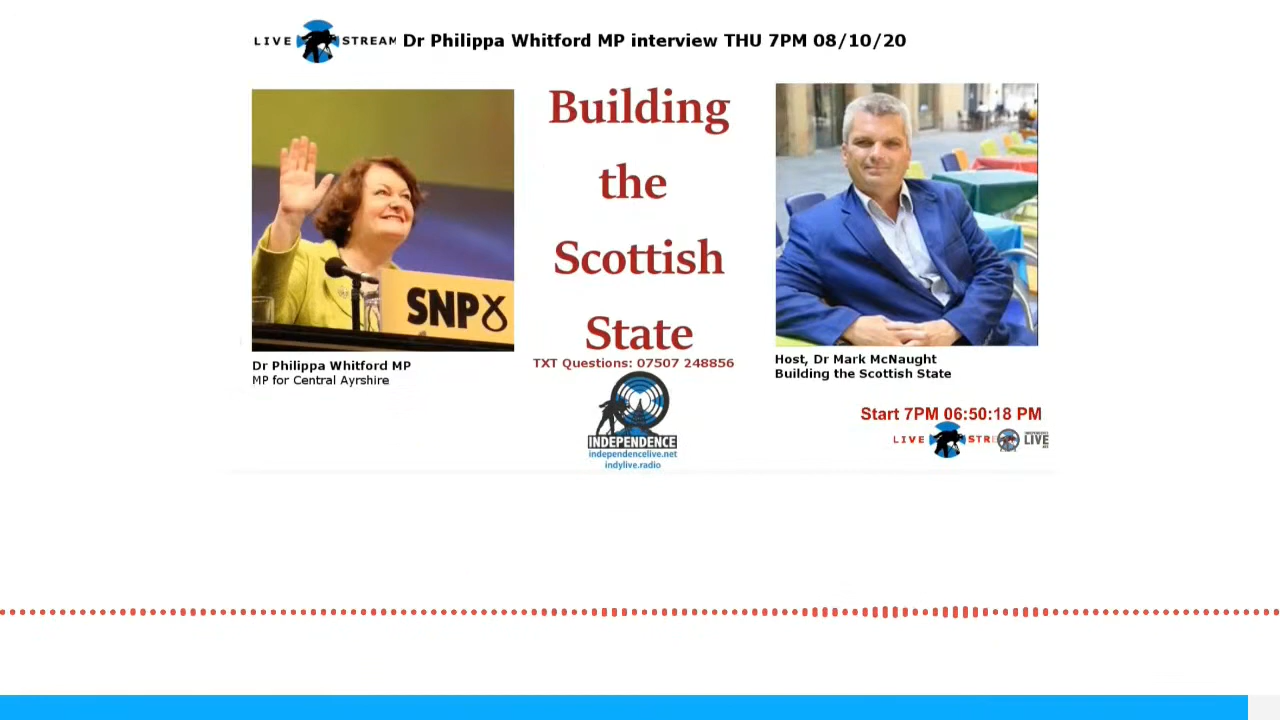 LIVE STREAM Dr Philippa Whitford MP interview THU 7PM 08/10/20
Building
the
Scottish
State
SNP
Dr Philippa Whitford MP
MP for Central Ayrshire
TXT Questions: 07507 248856
Host, Dr Mark McNaught
Building the Scottish State
INDEPENDENCE
independencelive.net
indylive.radio
Start 7PM 06:50:18 PM
LIVE STR
LIVE